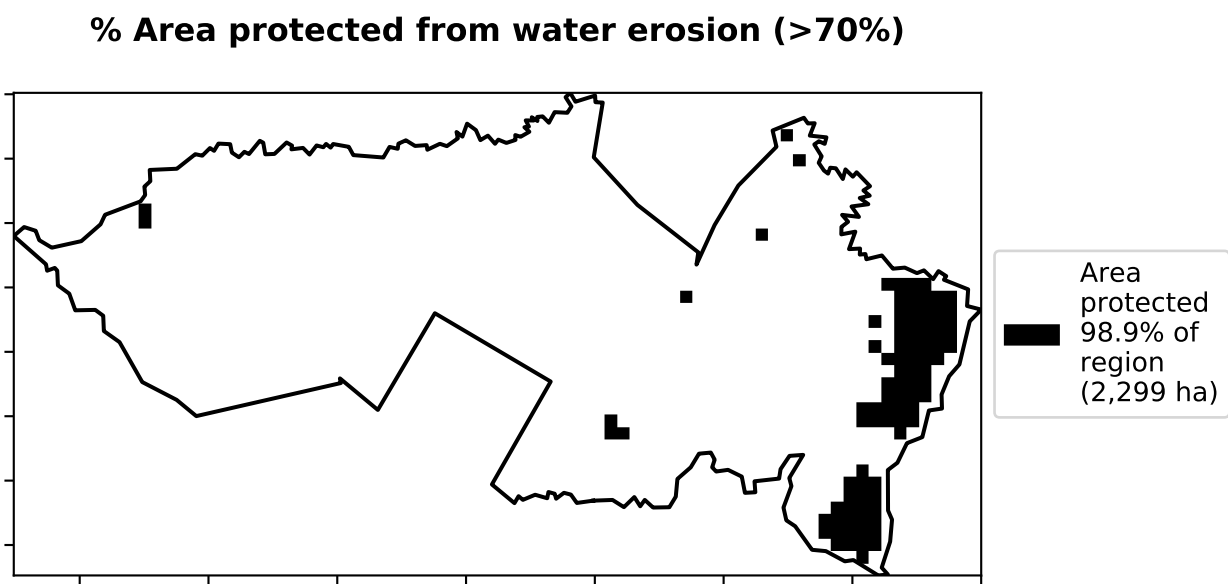 % Area protected from water erosion (>70%)
Area
protected
98.9% of
region
(2,299 ha)